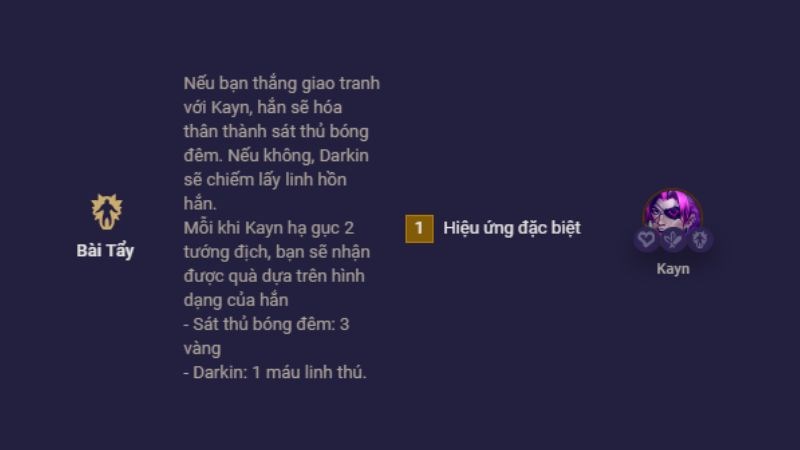 Nếu bạn thắng giao tranh
với Kayn, hắn sẽ hóa
thân thành sát thủ bóng
đêm. Nếu không, Darkin
sẽ chiếm lấy linh hồn
hắn.
Mỗi khi Kayn hạ gục 2
tướng địch, bạn sẽ nhận
được quà dựa trên hình
dạng của hắn
- Sát thủ bóng đêm: 3
vàng
- Darkin: 1 máu linh thú.
Bài Tẩy
1 Hiệu ứng đặc biệt
Kayn